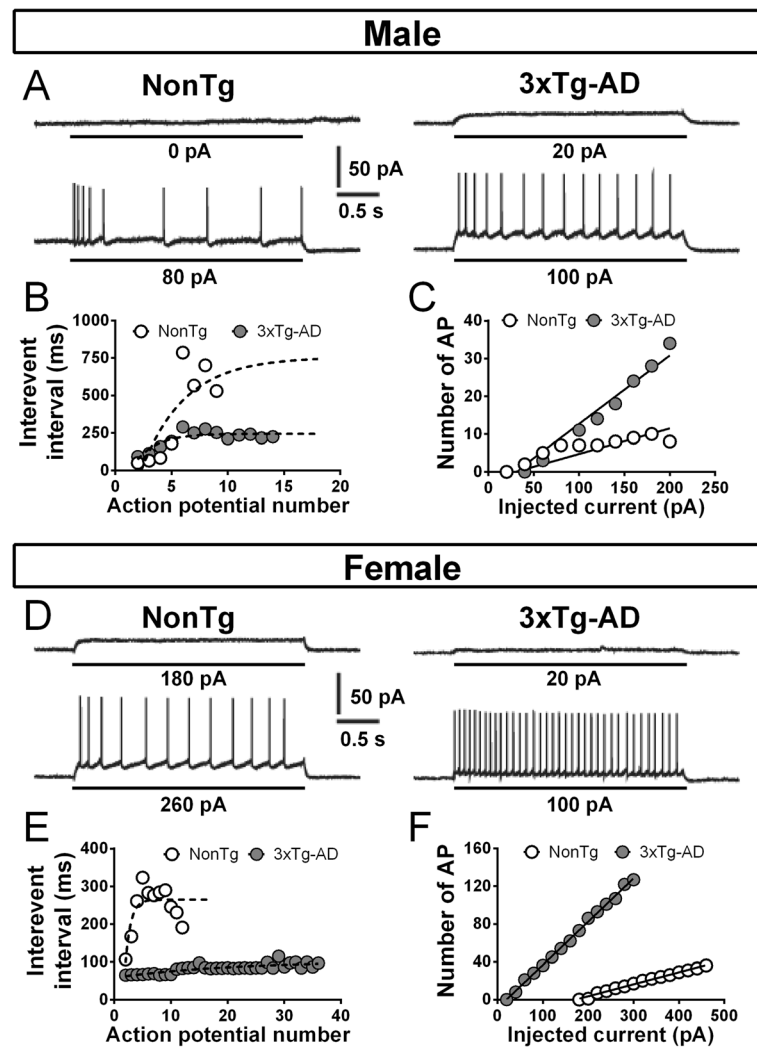 Male
A
NonTg
3xTg-AD
0 pA
20 pA
50 pA
0.5 s
80 pA
100 pA
B
NonTg
3xTg-AD
Interevent
interval (ms)
1000
750
500
250
0
0 5 10 15 20
Action potential number
C
NonTg
3xTg-AD
Number of AP
40
30
20
10
0
0 50 100 150 200 250
Injected current (pA)
Female
D
NonTg
3xTg-AD
180 pA
20 pA
50 pA
0.5 s
260 pA
100 pA
E
NonTg
3xTg-AD
Interevent
interval (ms)
400
300
200
100
0
0 10 20 30 40
Action potential number
F
NonTg
3xTg-AD
Number of AP
160
120
80
40
0
0 100 200 300 400 500
Injected current (pA)